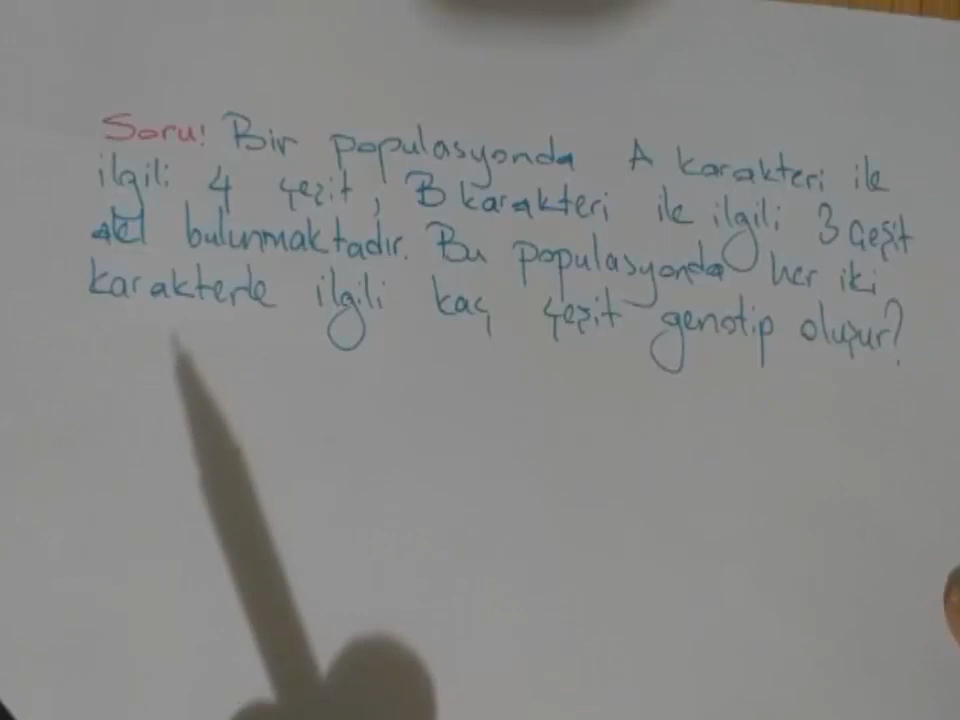 Soru! Bir populasyonda A karakteri ile
ilgili 4 çeşit, B karakteri ile ilgili 3 çeşit
alel bulunmaktadır. Bu populasyonda her iki
karakterle ilgili kaç çeşit genotip oluşur?